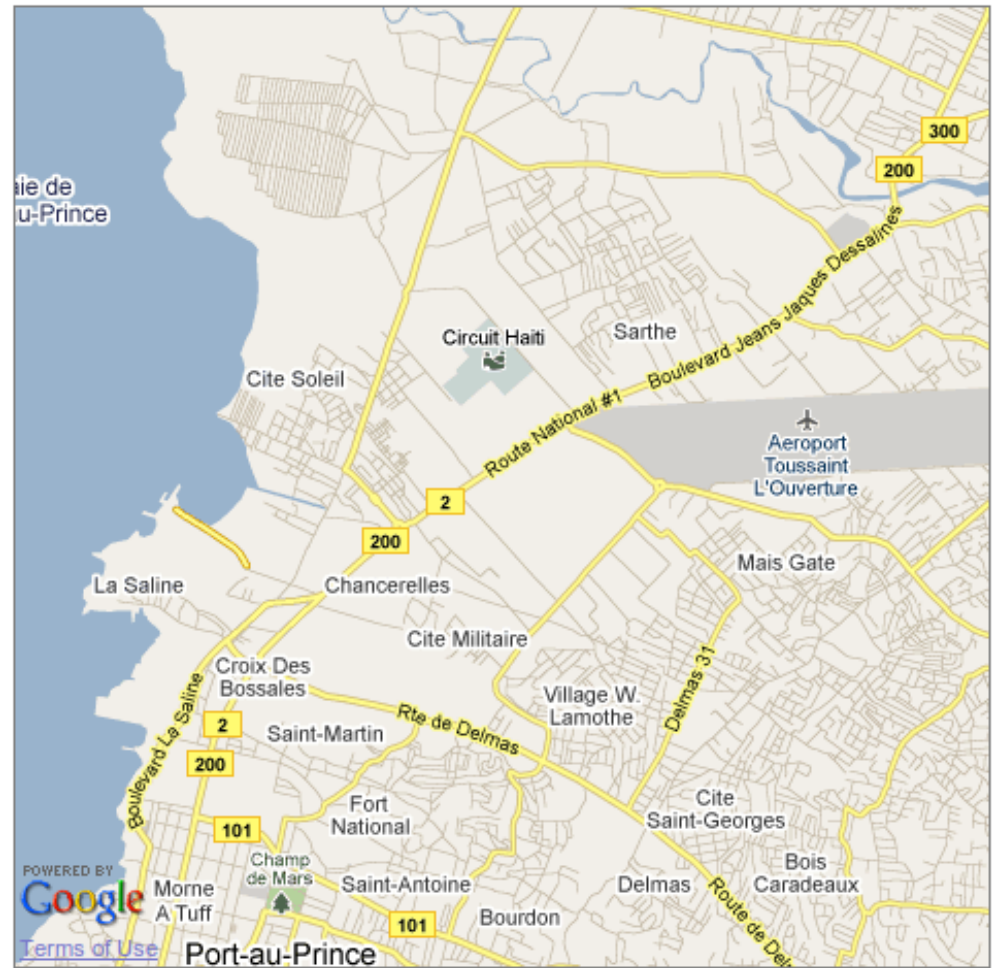 300
200
aie de
au-Prince
Boulevard Jeans Jaques Dessalines
Circuit Haiti
Sarthe
Cite Soleil
Route National #1
Aeroport
Toussaint
L'Ouverture
2
200
Mais Gate
La Saline
Chancerelles
Cite Militaire
Delmas 31
Croix Des
Bossales
Village W.
Lamothe
Rte de Delmas
2
Saint-Martin
Boulevard La Saline
200
Fort
National
Cite
Saint-Georges
101
Champ
de Mars
Bois
Caradeaux
POWERED BY
Google
Morne
A Tuff
Saint-Antoine
Delmas
Route de Del
101
Bourdon
Terms of Use
Port-au-Prince